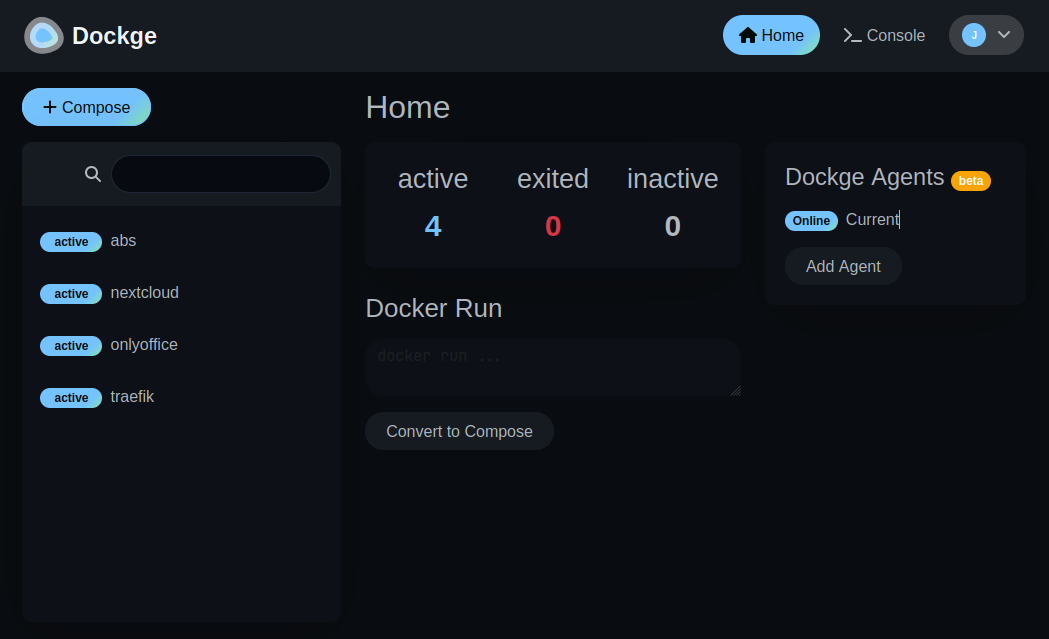 Dockge
Home
Console
J
Compose
Home
active
exited
inactive
4
0
0
Dockge Agents beta
Online Current
Add Agent
active abs
active nextcloud
active onlyoffice
active traefik
Docker Run
docker run ...
Convert to Compose